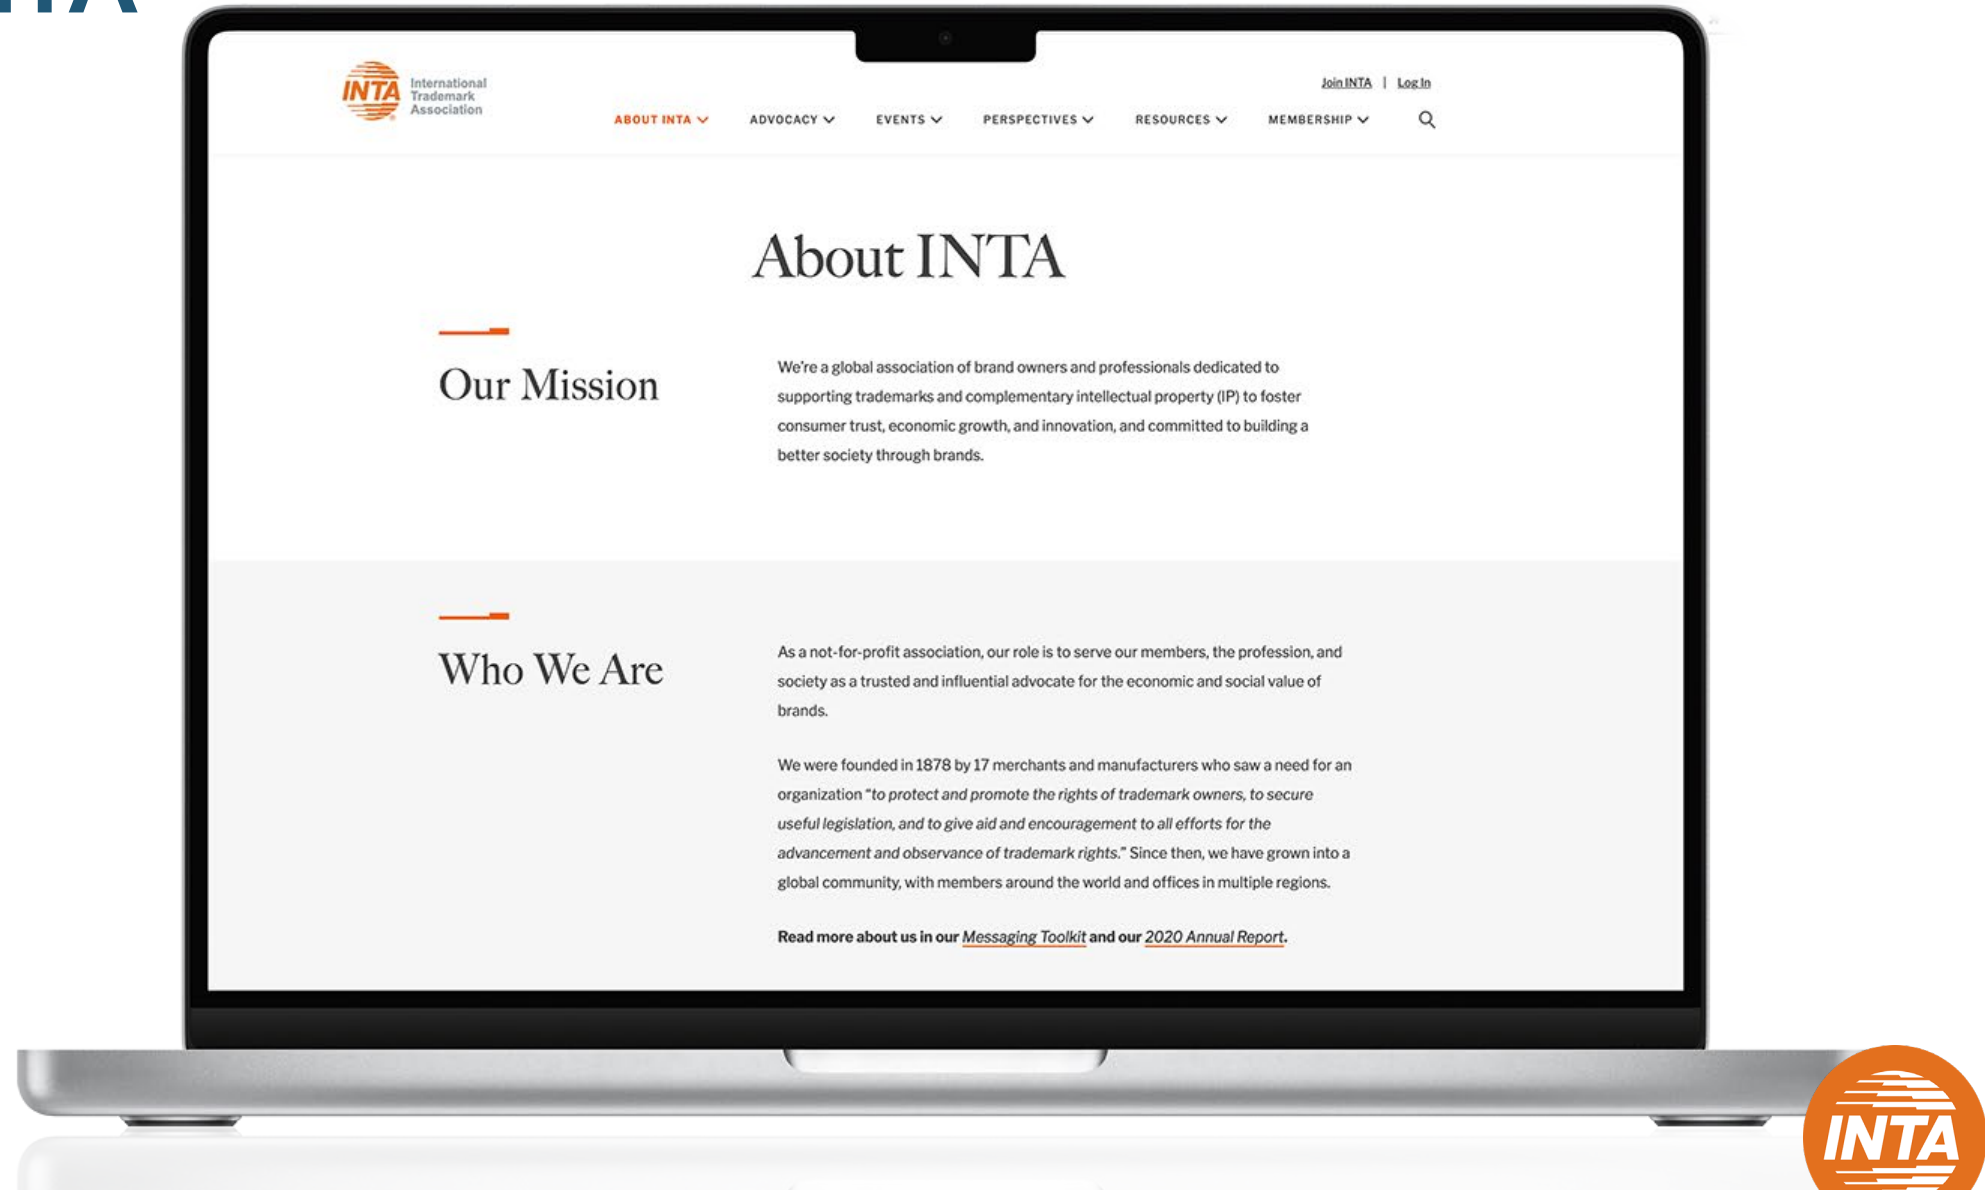 INTA
International
Trademark
Association
Join INTA | Log In
ABOUT INTA
ADVOCACY
EVENTS
PERSPECTIVES
RESOURCES
MEMBERSHIP
About INTA
Our Mission
We're a global association of brand owners and professionals dedicated to
supporting trademarks and complementary intellectual property (IP) to foster
consumer trust, economic growth, and innovation, and committed to building a
better society through brands.
Who We Are
As a not-for-profit association, our role is to serve our members, the profession, and
society as a trusted and influential advocate for the economic and social value of
brands.
We were founded in 1878 by 17 merchants and manufacturers who saw a need for an
organization "to protect and promote the rights of trademark owners, to secure
useful legislation, and to give aid and encouragement to all efforts for the
advancement and observance of trademark rights." Since then, we have grown into a
global community, with members around the world and offices in multiple regions.
Read more about us in our Messaging Toolkit and our 2020 Annual Report.
INTA